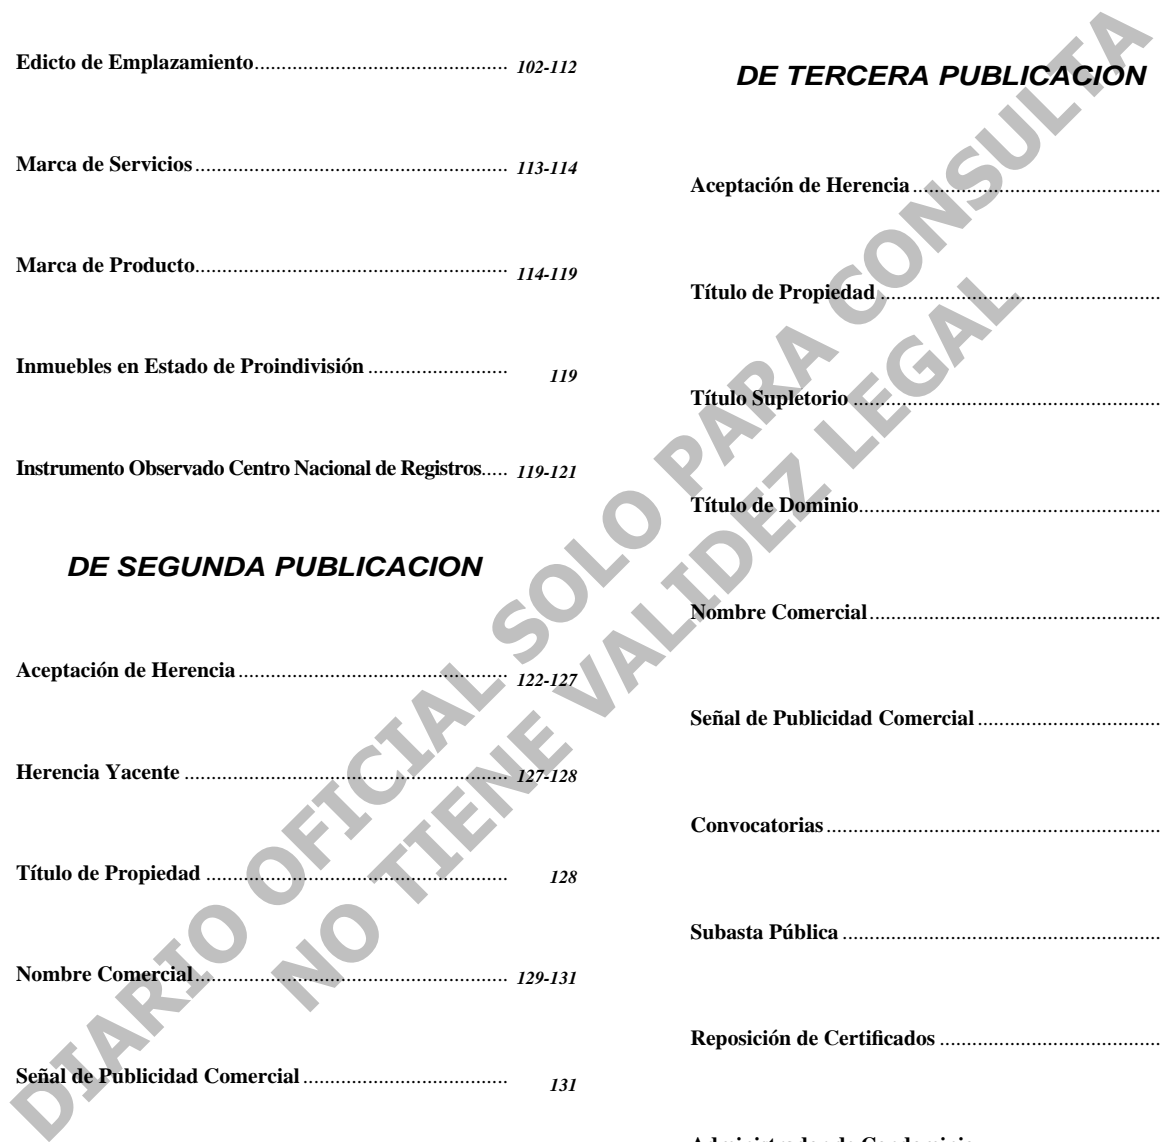 Edicto de Emplazamiento............................................... 102-112
Marca de Servicios.......................................................... 113-114
Marca de Producto.......................................................... 114-119
Inmuebles en Estado de Proindivisión.......................... 119
Instrumento Observado Centro Nacional de Registros..... 119-121
DE SEGUNDA PUBLICACION
Aceptación de Herencia.................................................. 122-127
Herencia Yacente............................................................ 127-128
Título de Propiedad........................................................ 128
Nombre Comercial.......................................................... 129-131
Señal de Publicidad Comercial...................................... 131
DE TERCERA PUBLICACION
Aceptación de Herencia..............................................
Título de Propiedad....................................................
Título Supletorio.........................................................
Título de Dominio........................................................
Nombre Comercial......................................................
Señal de Publicidad Comercial..................................
Convocatorias..............................................................
Subasta Pública...........................................................
Reposición de Certificados.........................................
DIARIO OFICIAL SOLO PARA CONSULTA
NO TIENE VALIDEZ LEGAL